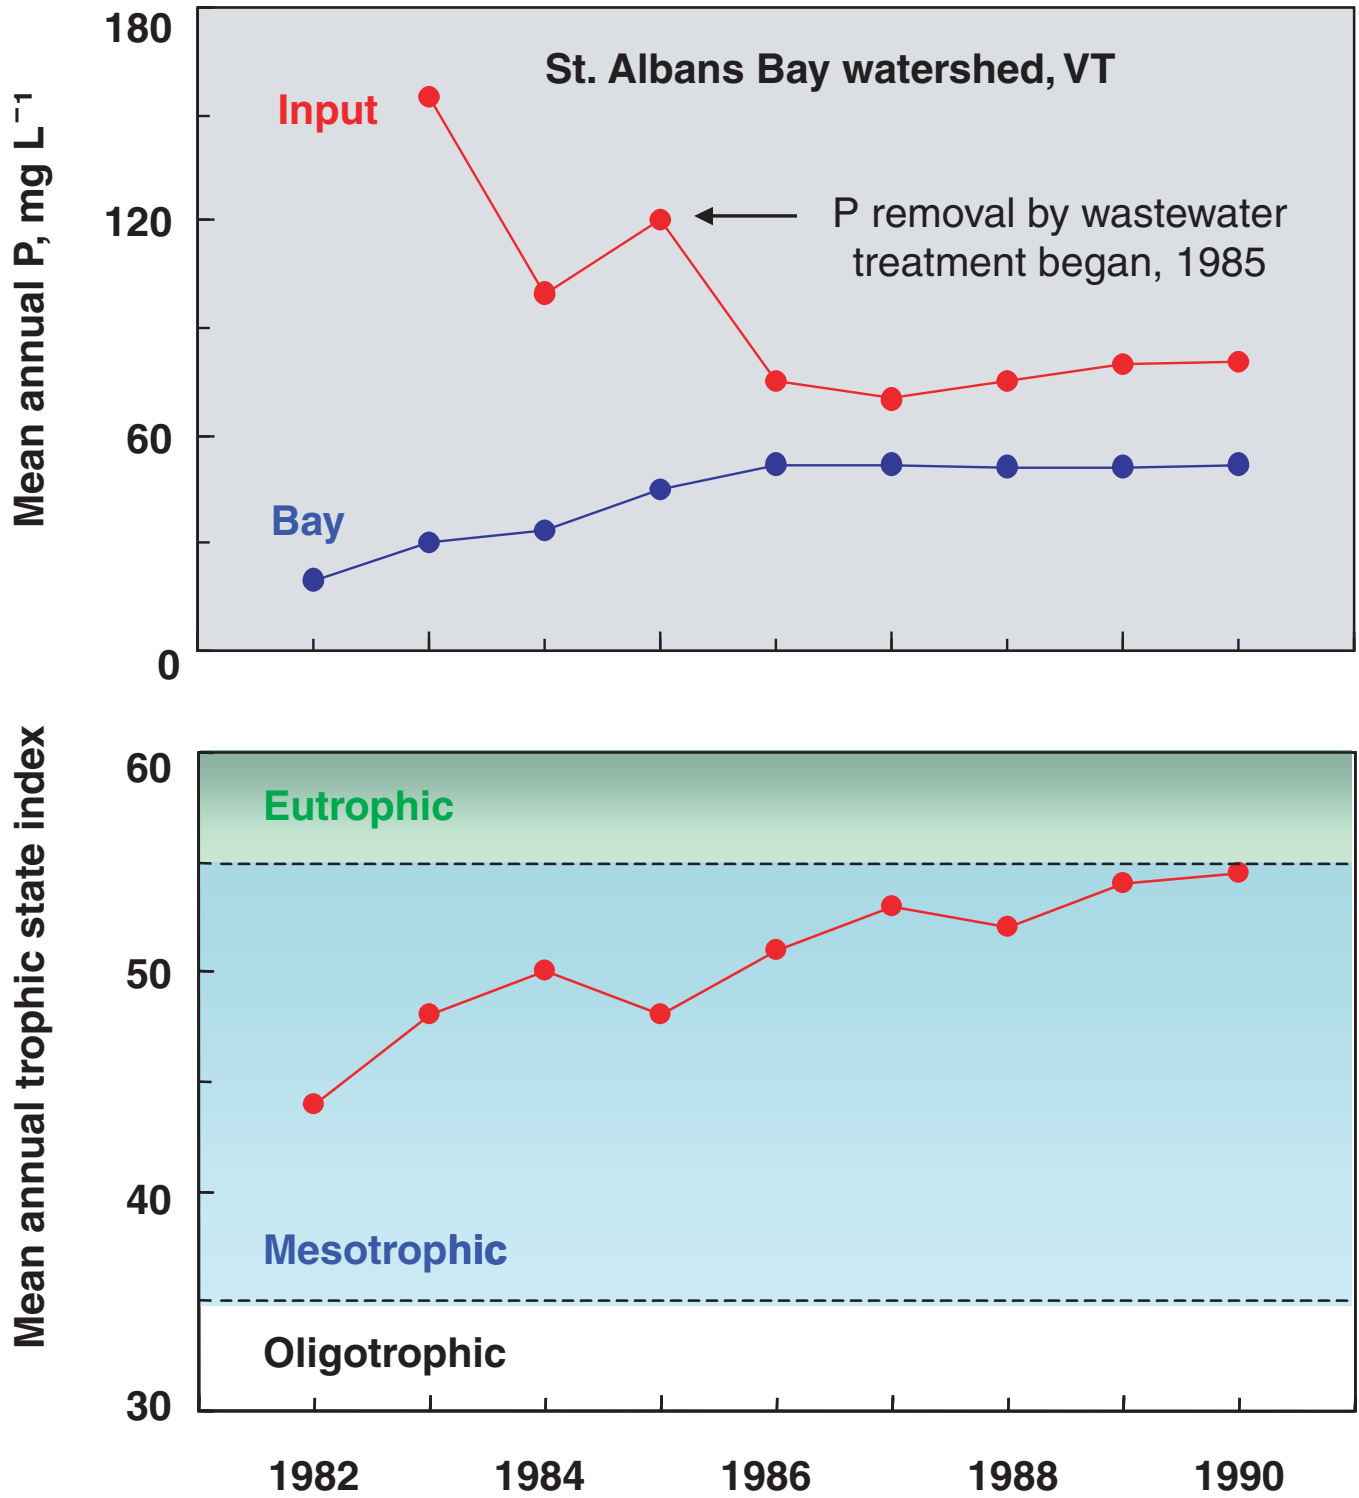 180
St. Albans Bay watershed, VT
Input
Mean annual P, mg L⁻¹
120
P removal by wastewater
treatment began, 1985
60
Bay
0
60
Eutrophic
Mean annual trophic state index
50
40
Mesotrophic
Oligotrophic
30
1982 1984 1986 1988 1990